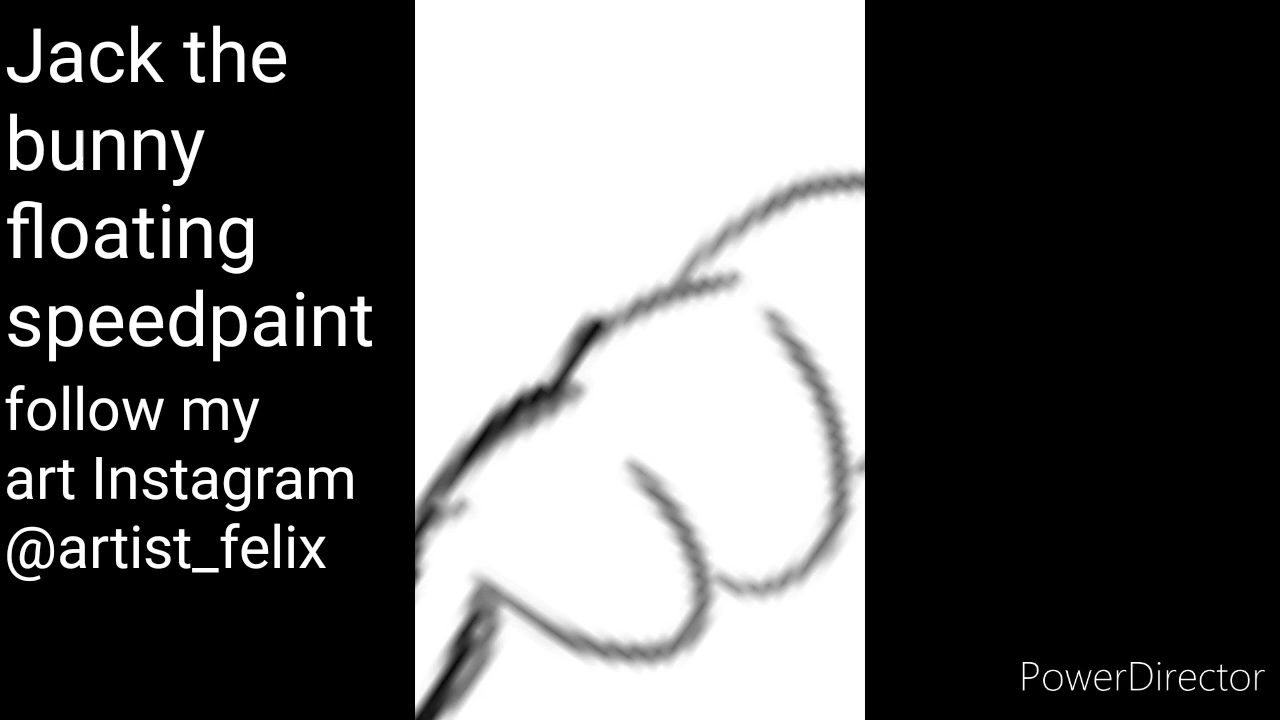 Jack the
bunny
floating
speedpaint
follow my
art Instagram
@artist_felix
PowerDirector